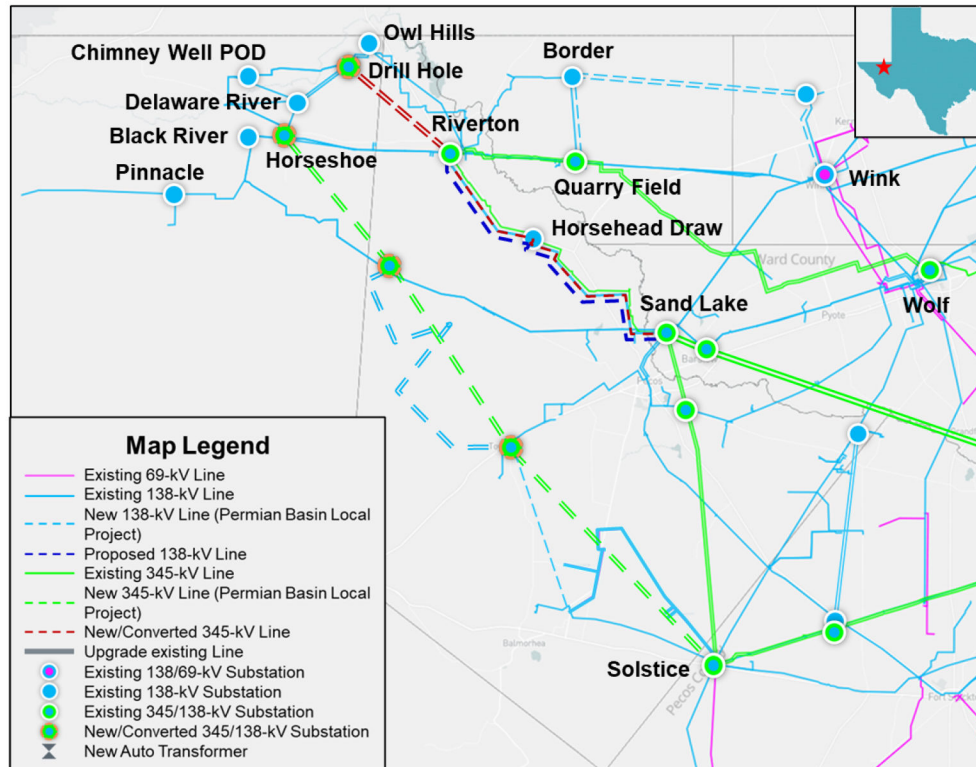 Owl Hills
Chimney Well POD
Border
Drill Hole
Delaware River
Riverton
Black River
Horseshoe
Pinnacle
Quarry Field
Wink
Horsehead Draw
Ward County
Sand Lake
Wolf
Pyote
Pecos
Map Legend
Existing 69-kV Line
Existing 138-kV Line
New 138-kV Line (Permian Basin Local
Project)
Proposed 138-kV Line
Existing 345-kV Line
New 345-kV Line (Permian Basin Local
Project)
New/Converted 345-kV Line
Upgrade existing Line
Existing 138/69-kV Substation
Existing 138-kV Substation
Existing 345/138-kV Substation
New/Converted 345/138-kV Substation
New Auto Transformer
Balmorhea
Solstice
Pecos